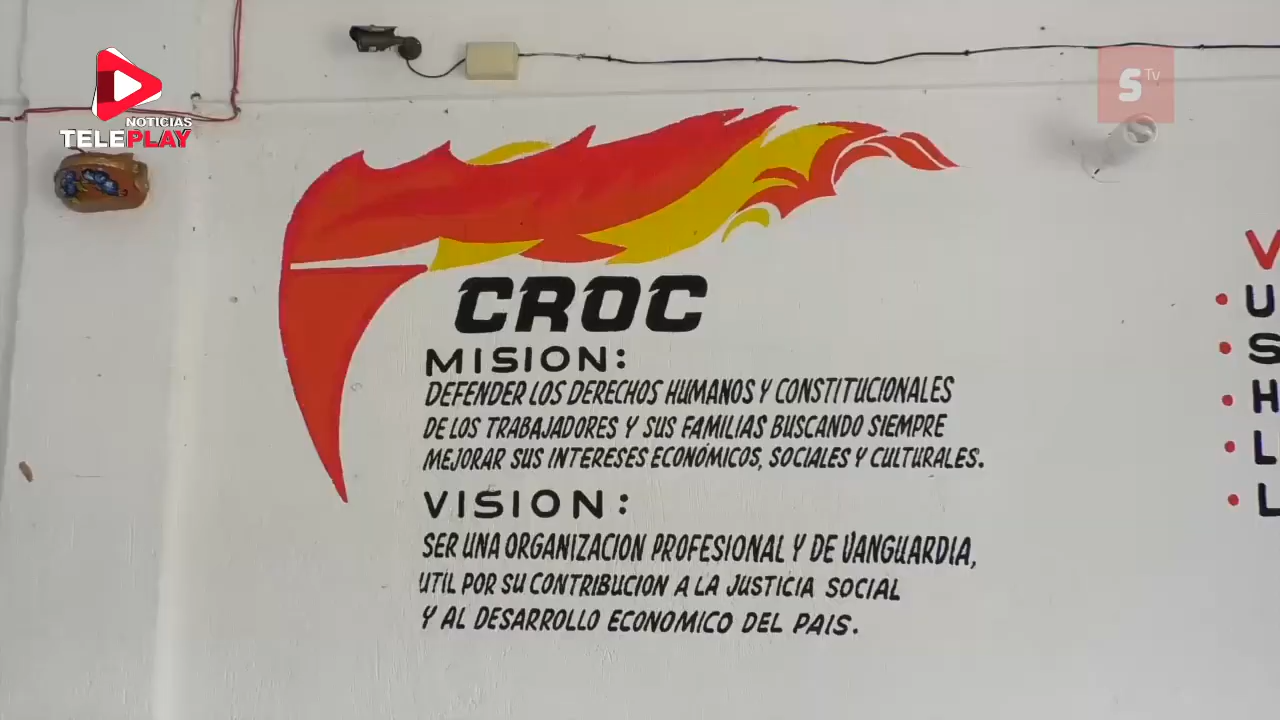 NOTICIAS
TELEPLAY
STv
CROC
MISION:
DEFENDER LOS DERECHOS HUMANOS Y CONSTITUCIONALES
DE LOS TRABAJADORES Y SUS FAMILIAS BUSCANDO SIEMPRE
MEJORAR SUS INTERESES ECONÓMICOS, SOCIALES Y CULTURALES.
VISION:
SER UNA ORGANIZACION PROFESIONAL Y DE VANGUARDIA,
UTIL POR SU CONTRIBUCION A LA JUSTICIA SOCIAL
Y AL DESARROLLO ECONOMICO DEL PAIS.
V
• U
• S
• H
• L
• L